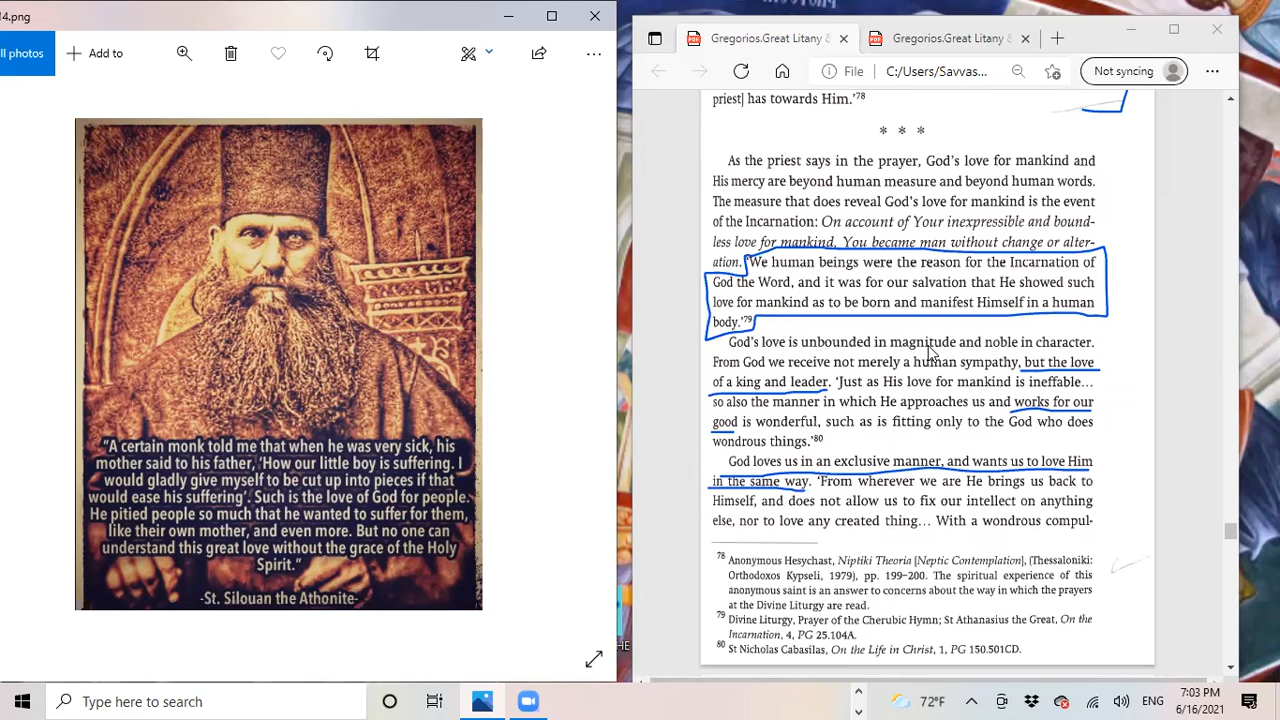 4.png
ll photos
Add to
"A certain monk told me that when he was very sick, his
mother said to his father, 'How our little boy is suffering. I
would gladly give myself to be cut up into pieces if that
would ease his suffering'. Such is the love of God for people.
He pitied people so much that he wanted to suffer for them,
like their own mother, and even more. But no one can
understand this great love without the grace of the Holy
Spirit."
-St. Silouan the Athonite-
Gregorios.Great Litany &
Gregorios.Great Litany &
File
C:/Users/Savvas...
Not syncing
priest] has towards Him.'78
* * *
As the priest says in the prayer, God's love for mankind and
His mercy are beyond human measure and beyond human words.
The measure that does reveal God's love for mankind is the event
of the Incarnation: On account of Your inexpressible and bound-
less love for mankind, You became man without change or alter-
ation. 'We human beings were the reason for the Incarnation of
God the Word, and it was for our salvation that He showed such
love for mankind as to be born and manifest Himself in a human
body.'79
God's love is unbounded in magnitude and noble in character.
From God we receive not merely a human sympathy, but the love
of a king and leader. 'Just as His love for mankind is ineffable...
so also the manner in which He approaches us and works for our
good is wonderful, such as is fitting only to the God who does
wondrous things.'80
God loves us in an exclusive manner, and wants us to love Him
in the same way. 'From wherever we are He brings us back to
Himself, and does not allow us to fix our intellect on anything
else, nor to love any created thing... With a wondrous compul-
78 Anonymous Hesychast, Niptiki Theoria [Neptic Contemplation], (Thessaloniki:
Orthodoxos Kypseli, 1979), pp. 199-200. The spiritual experience of this
anonymous saint is an answer to concerns about the way in which the prayers
at the Divine Liturgy are read.
79 Divine Liturgy, Prayer of the Cherubic Hymn; St Athanasius the Great, On the
Incarnation, 4, PG 25.104A.
80 St Nicholas Cabasilas, On the Life in Christ, 1, PG 150.501CD.
HE
Type here to search
72°F
ENG
7:03 PM
6/16/2021